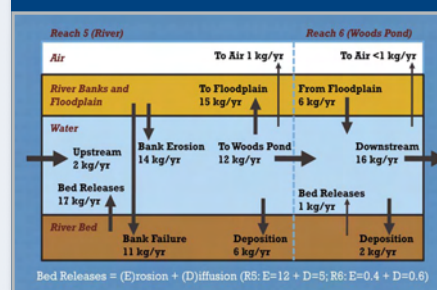 Reach 5 (River)
Reach 6 (Woods Pond)
Air
To Air 1 kg/yr
To Air <1 kg/yr
River Banks and
Floodplain
To Floodplain
15 kg/yr
From Floodplain
6 kg/yr
Water
Upstream
2 kg/yr
Bank Erosion
14 kg/yr
To Woods Pond
12 kg/yr
Downstream
16 kg/yr
Bed Releases
17 kg/yr
Bed Releases
1 kg/yr
River Bed
Bank Failure
11 kg/yr
Deposition
6 kg/yr
Deposition
2 kg/yr
Bed Releases = (E)rosion + (D)iffusion (R5: E=12 + D=5; R6: E=0.4 + D=0.6)